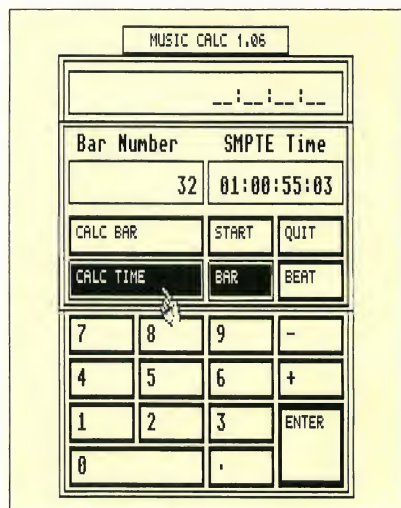 MUSIC CALC 1.06
__:__:__:__
Bar Number SMPTE Time
32 01:00:55:03
CALC BAR START QUIT
CALC TIME BAR BEAT
7 8 9 -
4 5 6 +
1 2 3 ENTER
0 .